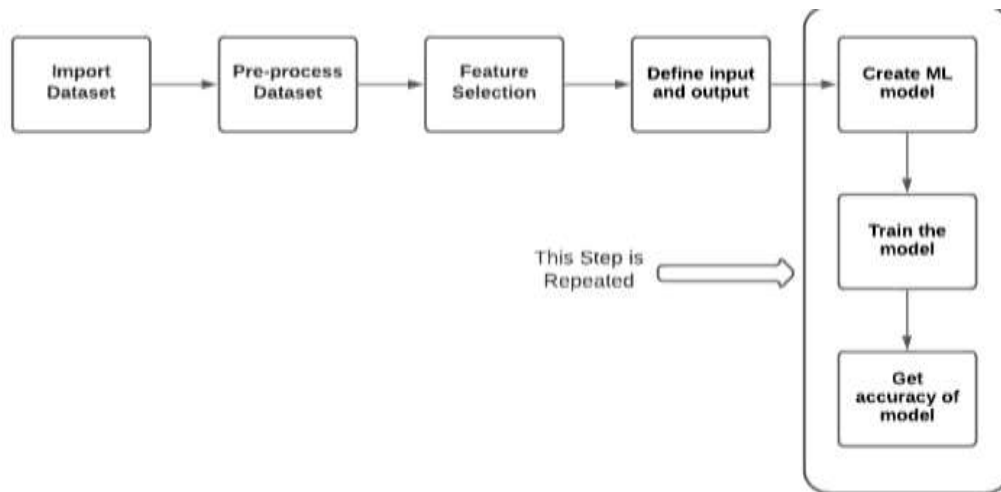 Import
Dataset
Pre-process
Dataset
Feature
Selection
Define input
and output
Create ML
model
Train the
model
This Step is
Repeated
Get
accuracy of
model